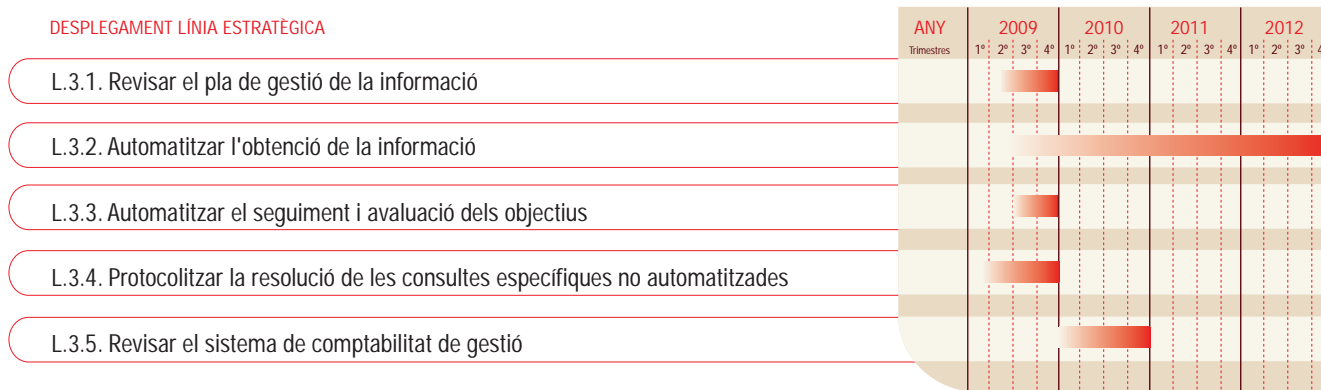 DESPLEGAMENT LÍNIA ESTRATÈGICA
ANY 2009 2010 2011 2012
Trimestres 1º 2º 3º 4º 1º 2º 3º 4º 1º 2º 3º 4º 1º 2º 3º 4
L.3.1. Revisar el pla de gestió de la informació
L.3.2. Automatitzar l'obtenció de la informació
L.3.3. Automatitzar el seguiment i avaluació dels objectius
L.3.4. Protocolitzar la resolució de les consultes específiques no automatitzades
L.3.5. Revisar el sistema de comptabilitat de gestió